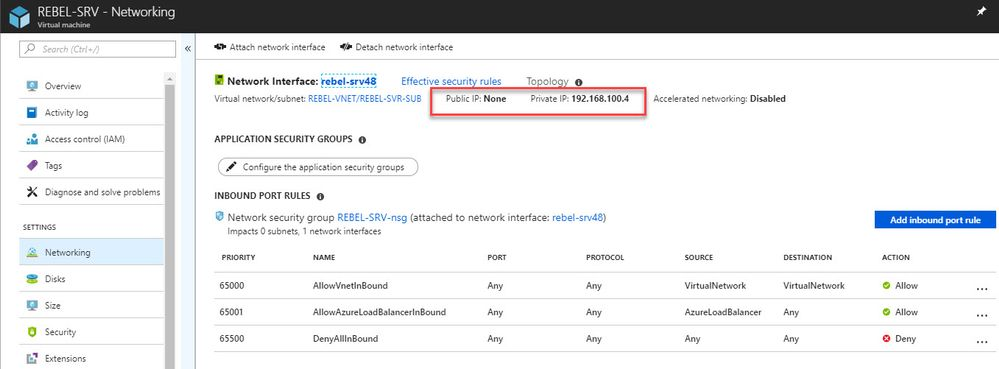 REBEL-SRV - Networking
Virtual machine
Search (Ctrl+/)
Overview
Activity log
Access control (IAM)
Tags
Diagnose and solve problems
SETTINGS
Networking
Disks
Size
Security
Extensions
Attach network interface Detach network interface
Network Interface: rebel-srv48 Effective security rules Topology
Virtual network/subnet: REBEL-VNET/REBEL-SVR-SUB Public IP: None Private IP: 192.168.100.4 Accelerated networking: Disabled
APPLICATION SECURITY GROUPS
Configure the application security groups
INBOUND PORT RULES
Network security group REBEL-SRV-nsg (attached to network interface: rebel-srv48)
Impacts 0 subnets, 1 network interfaces
Add inbound port rule
PRIORITY NAME PORT PROTOCOL SOURCE DESTINATION ACTION
65000 AllowVnetInBound Any Any VirtualNetwork VirtualNetwork Allow ...
65001 AllowAzureLoadBalancerInBound Any Any AzureLoadBalancer Any Allow ...
65500 DenyAllInBound Any Any Any Any Deny ...